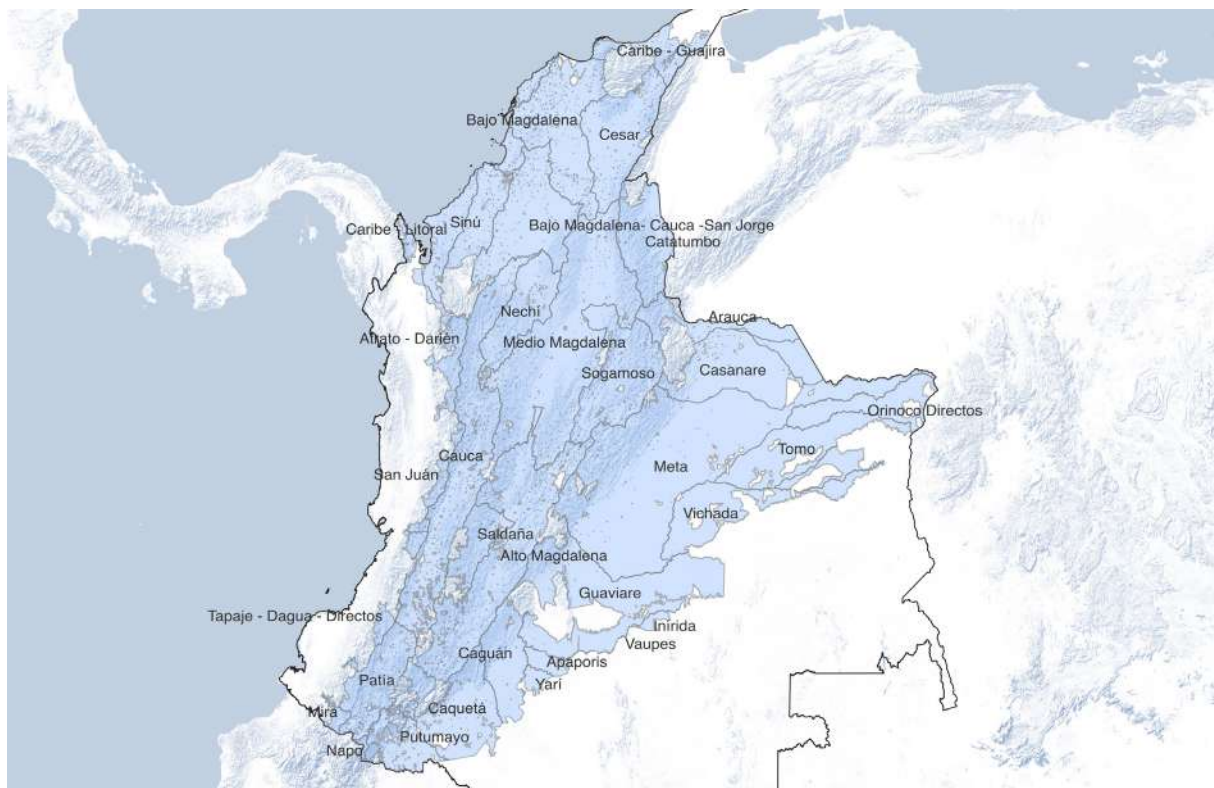 Caribe - Guajira
Bajo Magdalena
Cesar
Sinú
Caribe - Litoral
Bajo Magdalena- Cauca -San Jorge
Catatumbo
Nechí
Arauca
Atrato - Darién
Medio Magdalena
Sogamoso
Casanare
Orinoco Directos
Cauca
Tomo
San Juán
Meta
Vichada
Saldaña
Alto Magdalena
Guaviare
Tapaje - Dagua - Directos
Inírida
Vaupes
Caguán
Apaporis
Patía
Yarí
Mira
Caquetá
Putumayo
Napo